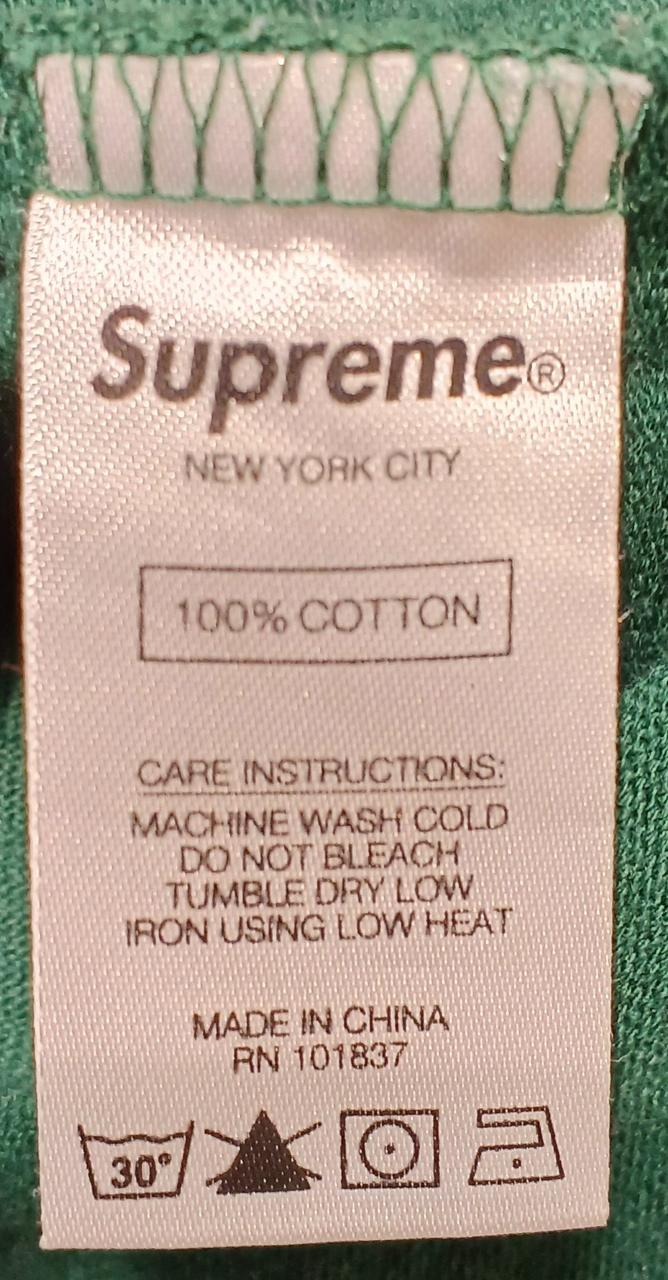 Supreme®
NEW YORK CITY
100% COTTON
CARE INSTRUCTIONS:
MACHINE WASH COLD
DO NOT BLEACH
TUMBLE DRY LOW
IRON USING LOW HEAT
MADE IN CHINA
RN 101837
30°